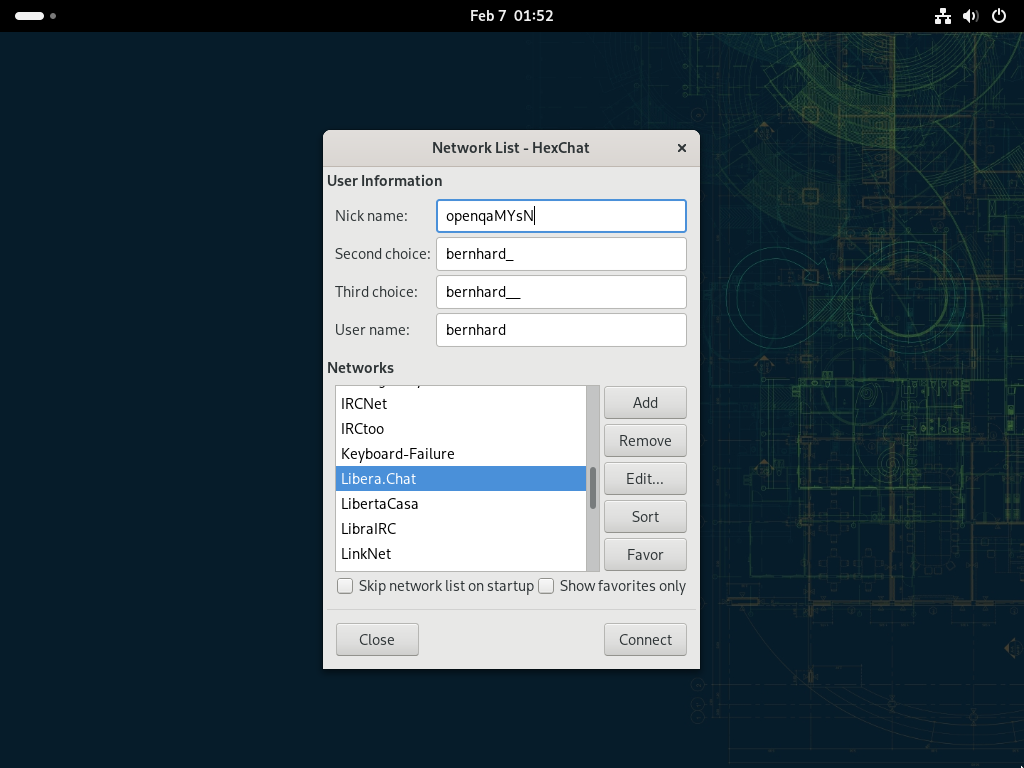 Feb 7 01:52
Network List - HexChat
User Information
Nick name: openqaMYsN
Second choice: bernhard_
Third choice: bernhard__
User name: bernhard
Networks
IRCNet
IRCtoo
Keyboard-Failure
Libera.Chat
LibertaCasa
LibraIRC
LinkNet
Add
Remove
Edit...
Sort
Favor
Skip network list on startup Show favorites only
Close Connect